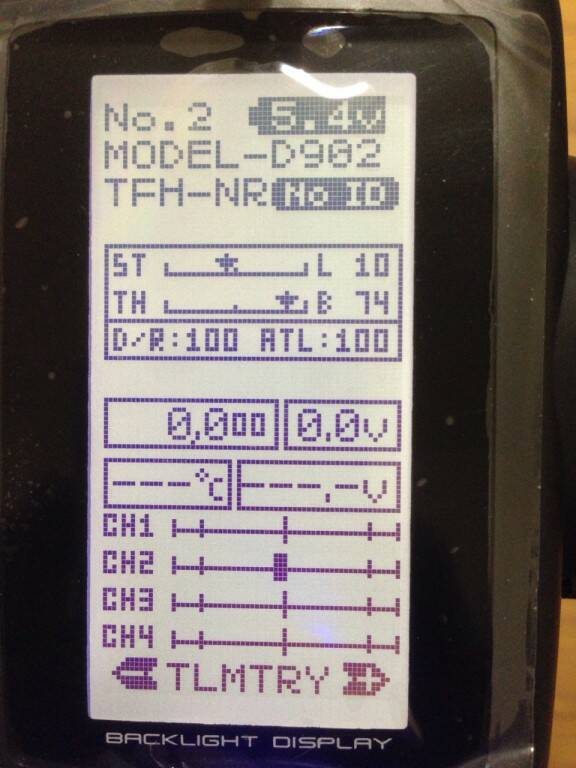 No.2 5.4v
MODEL-D902
TFH-NR No ID
ST L 10
TH B 74
D/R:100 ATL:100
0,000 0.0v
---°C ---.-V
CH1
CH2
CH3
CH4
TLMTRY
BACKLIGHT DISPLAY